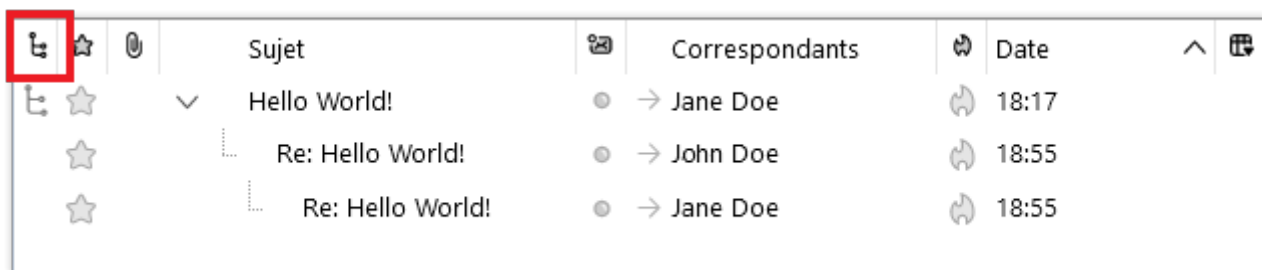 Sujet Correspondants Date
Hello World! → Jane Doe 18:17
Re: Hello World! → John Doe 18:55
Re: Hello World! → Jane Doe 18:55